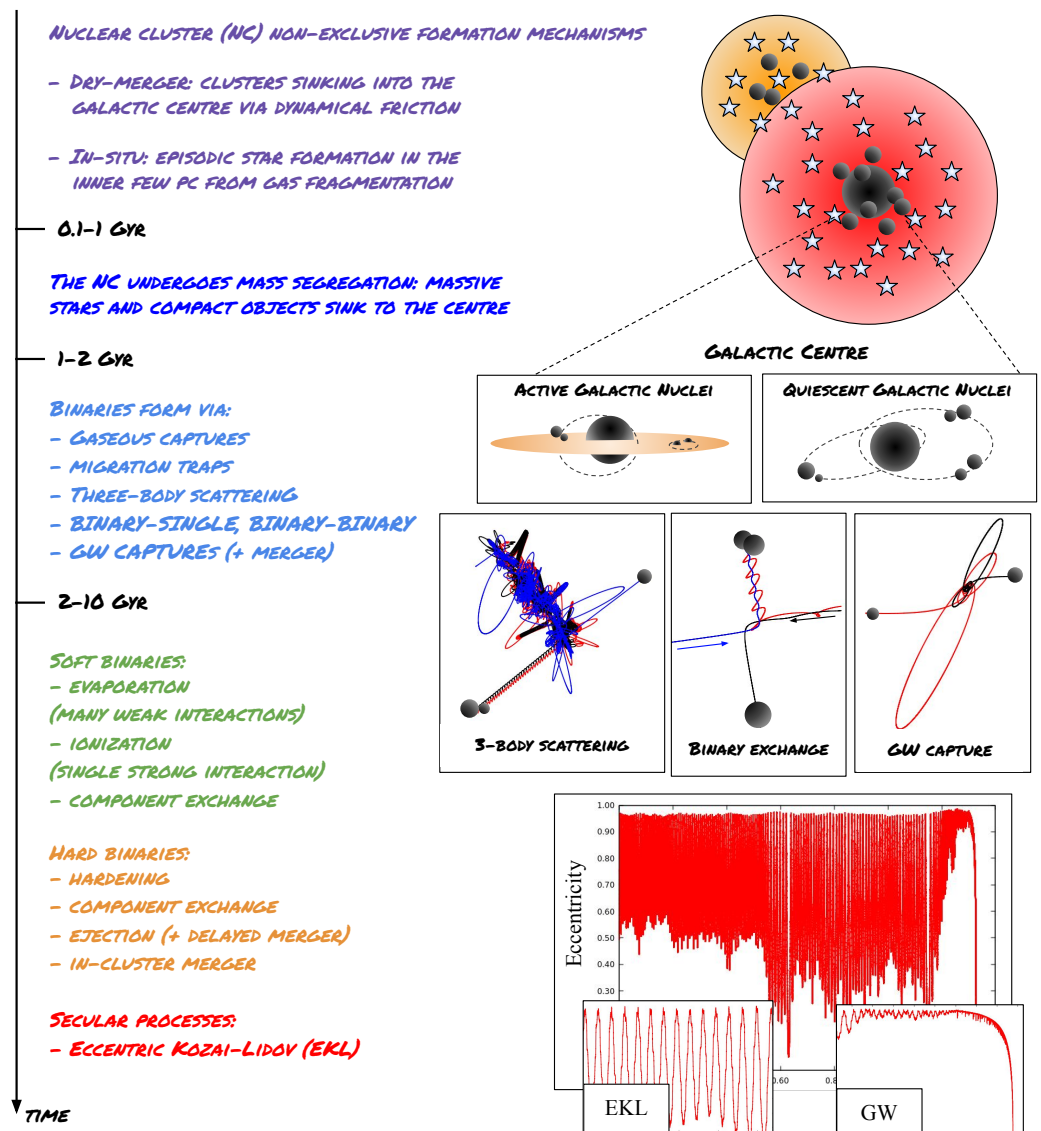 Nuclear cluster (NC) non-exclusive formation mechanisms
- Dry-merger: clusters sinking into the
galactic centre via dynamical friction
- In-situ: episodic star formation in the
inner few pc from gas fragmentation
0.1-1 Gyr
The NC undergoes mass segregation: massive
stars and compact objects sink to the centre
1-2 Gyr
Binaries form via:
- Gaseous captures
- migration traps
- Three-body scattering
- binary-single, binary-binary
- GW captures (+ merger)
2-10 Gyr
Soft binaries:
- evaporation
(many weak interactions)
- ionization
(single strong interaction)
- component exchange
Hard binaries:
- hardening
- component exchange
- ejection (+ delayed merger)
- in-cluster merger
Secular processes:
- Eccentric Kozai-Lidov (EKL)
time
Galactic Centre
Active Galactic Nuclei
Quiescent Galactic Nuclei
3-body scattering
Binary exchange
GW capture
Eccentricity
1.00
0.90
0.80
0.70
0.60
0.50
0.40
0.30
0.60
EKL
GW